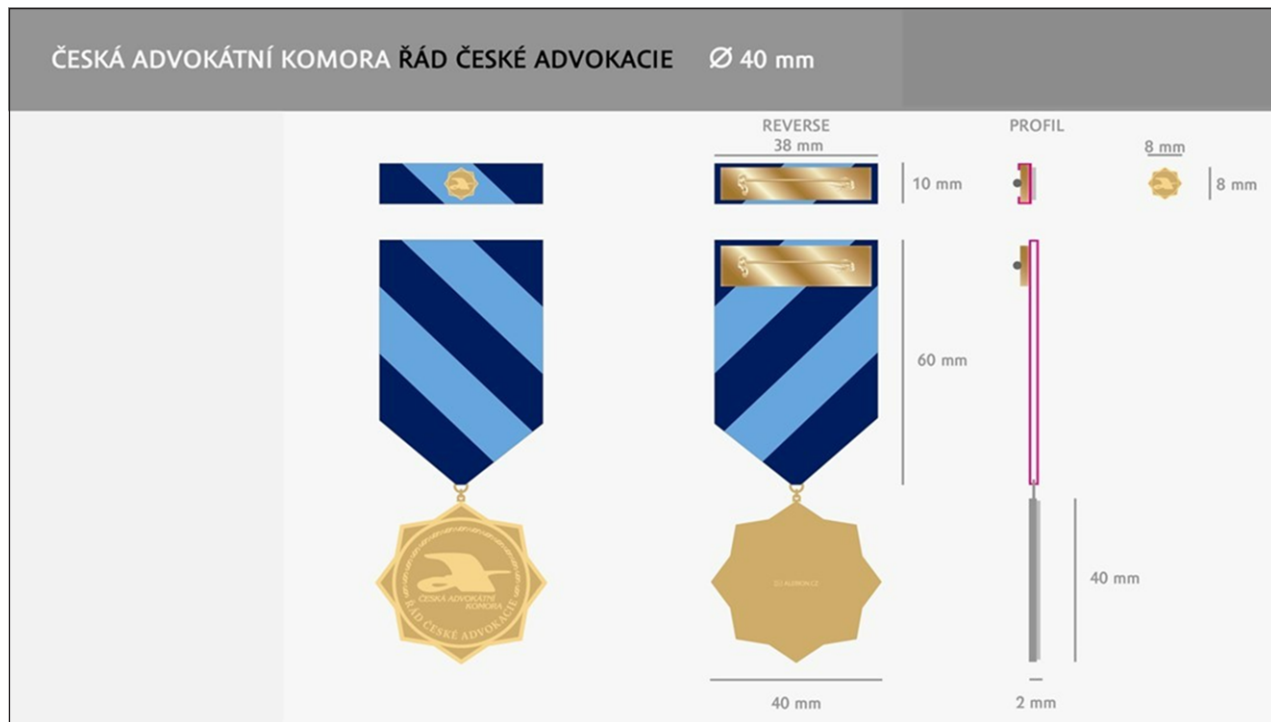 ČESKÁ ADVOKÁTNÍ KOMORA ŘÁD ČESKÉ ADVOKACIE Ø 40 mm
REVERSE
38 mm
PROFIL
8 mm
10 mm
8 mm
60 mm
ČESKÁ ADVOKÁTNÍ
KOMORA
ŘÁD ČESKÉ ADVOKACIE
40 mm
40 mm
2 mm